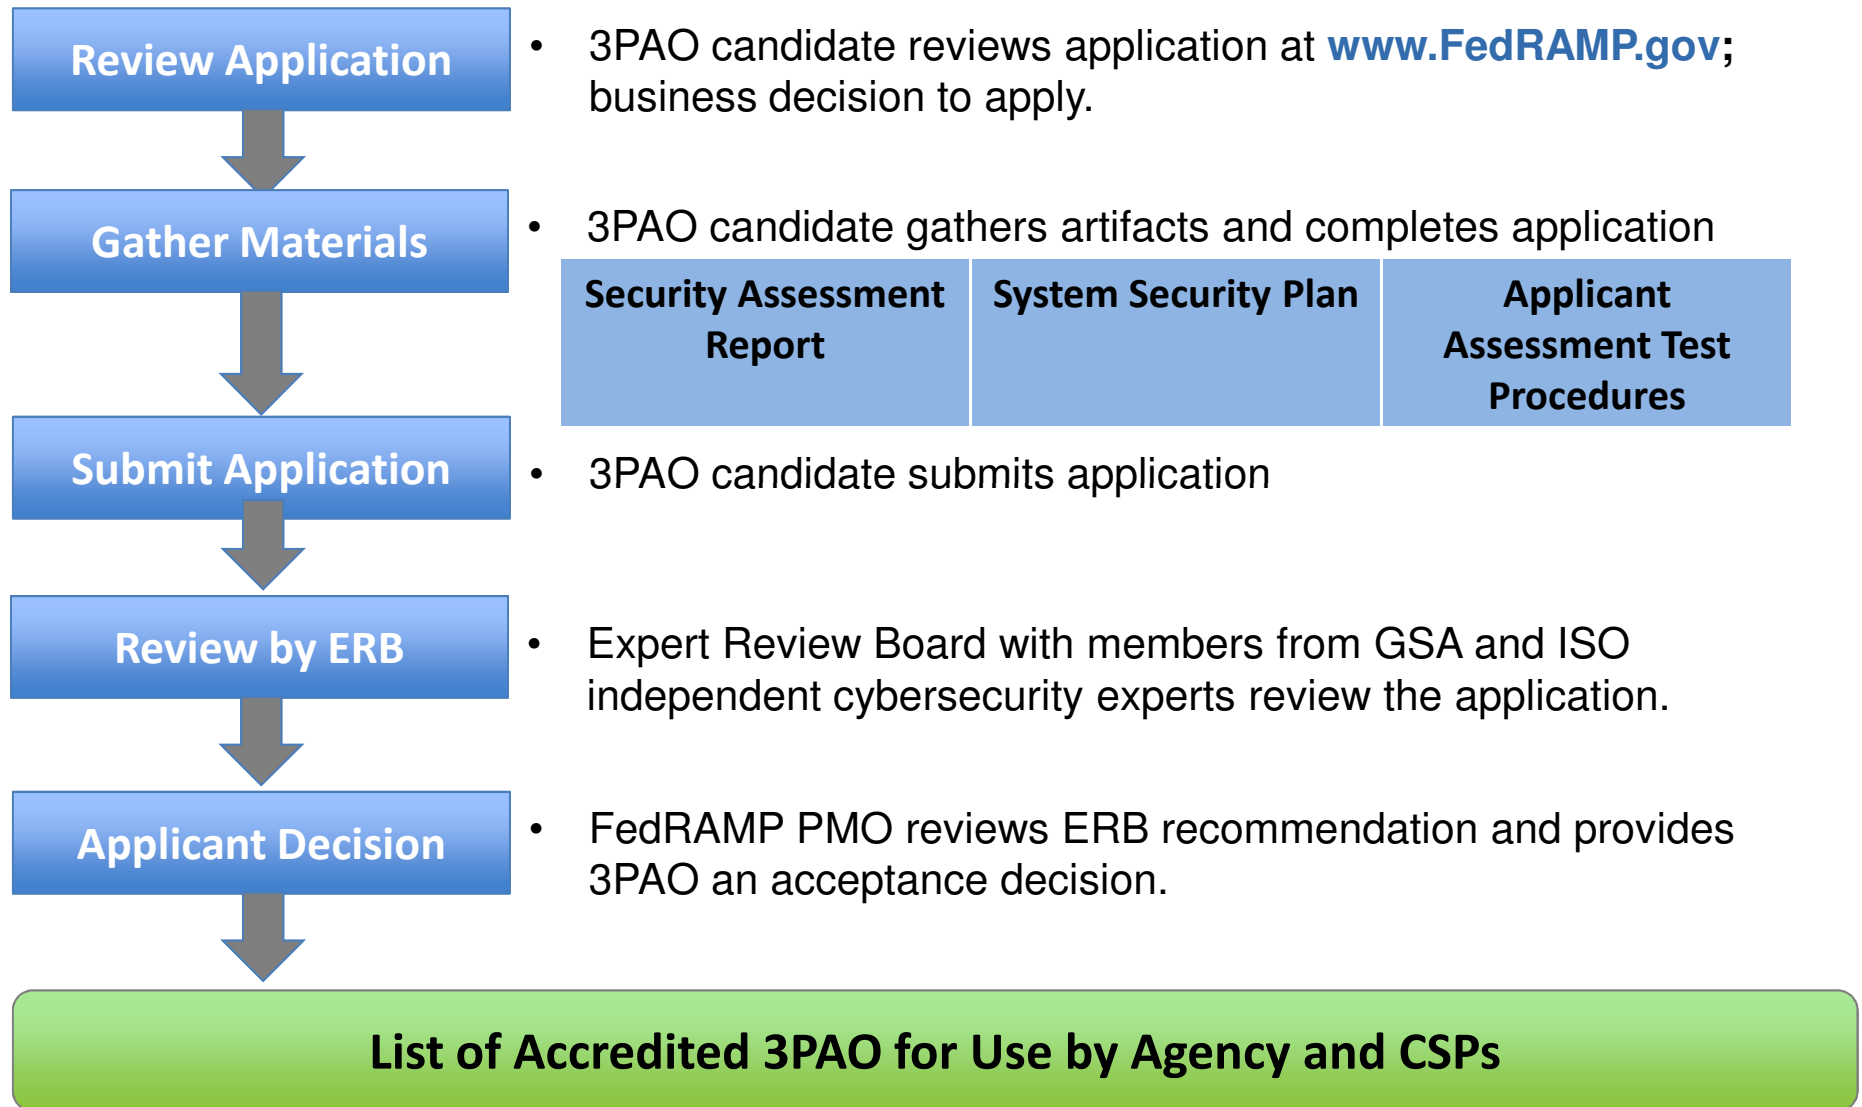 Review Application
• 3PAO candidate reviews application at www.FedRAMP.gov;
business decision to apply.
Gather Materials
• 3PAO candidate gathers artifacts and completes application
Security Assessment
Report
System Security Plan
Applicant
Assessment Test
Procedures
Submit Application
• 3PAO candidate submits application
Review by ERB
• Expert Review Board with members from GSA and ISO
independent cybersecurity experts review the application.
Applicant Decision
• FedRAMP PMO reviews ERB recommendation and provides
3PAO an acceptance decision.
List of Accredited 3PAO for Use by Agency and CSPs